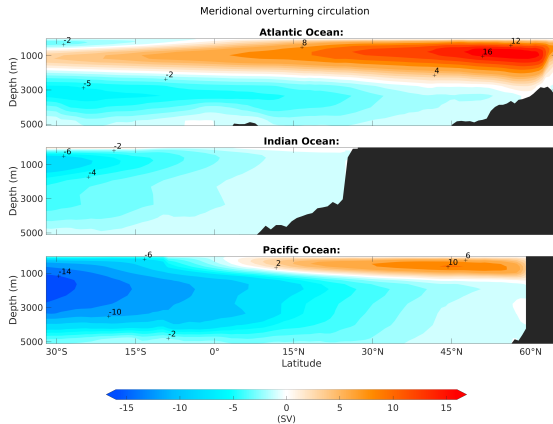 Meridional overturning circulation
Atlantic Ocean:
-2
8
12
16
1000
Depth (m)
-5
-2
4
3000
5000
Indian Ocean:
-2
-6
1000
Depth (m)
-4
3000
5000
Pacific Ocean:
-6
6
2
10
-14
1000
Depth (m)
3000
-10
-2
5000
30°S 15°S 0° 15°N 30°N 45°N 60°N
Latitude
-15 -10 -5 0 5 10 15
(SV)